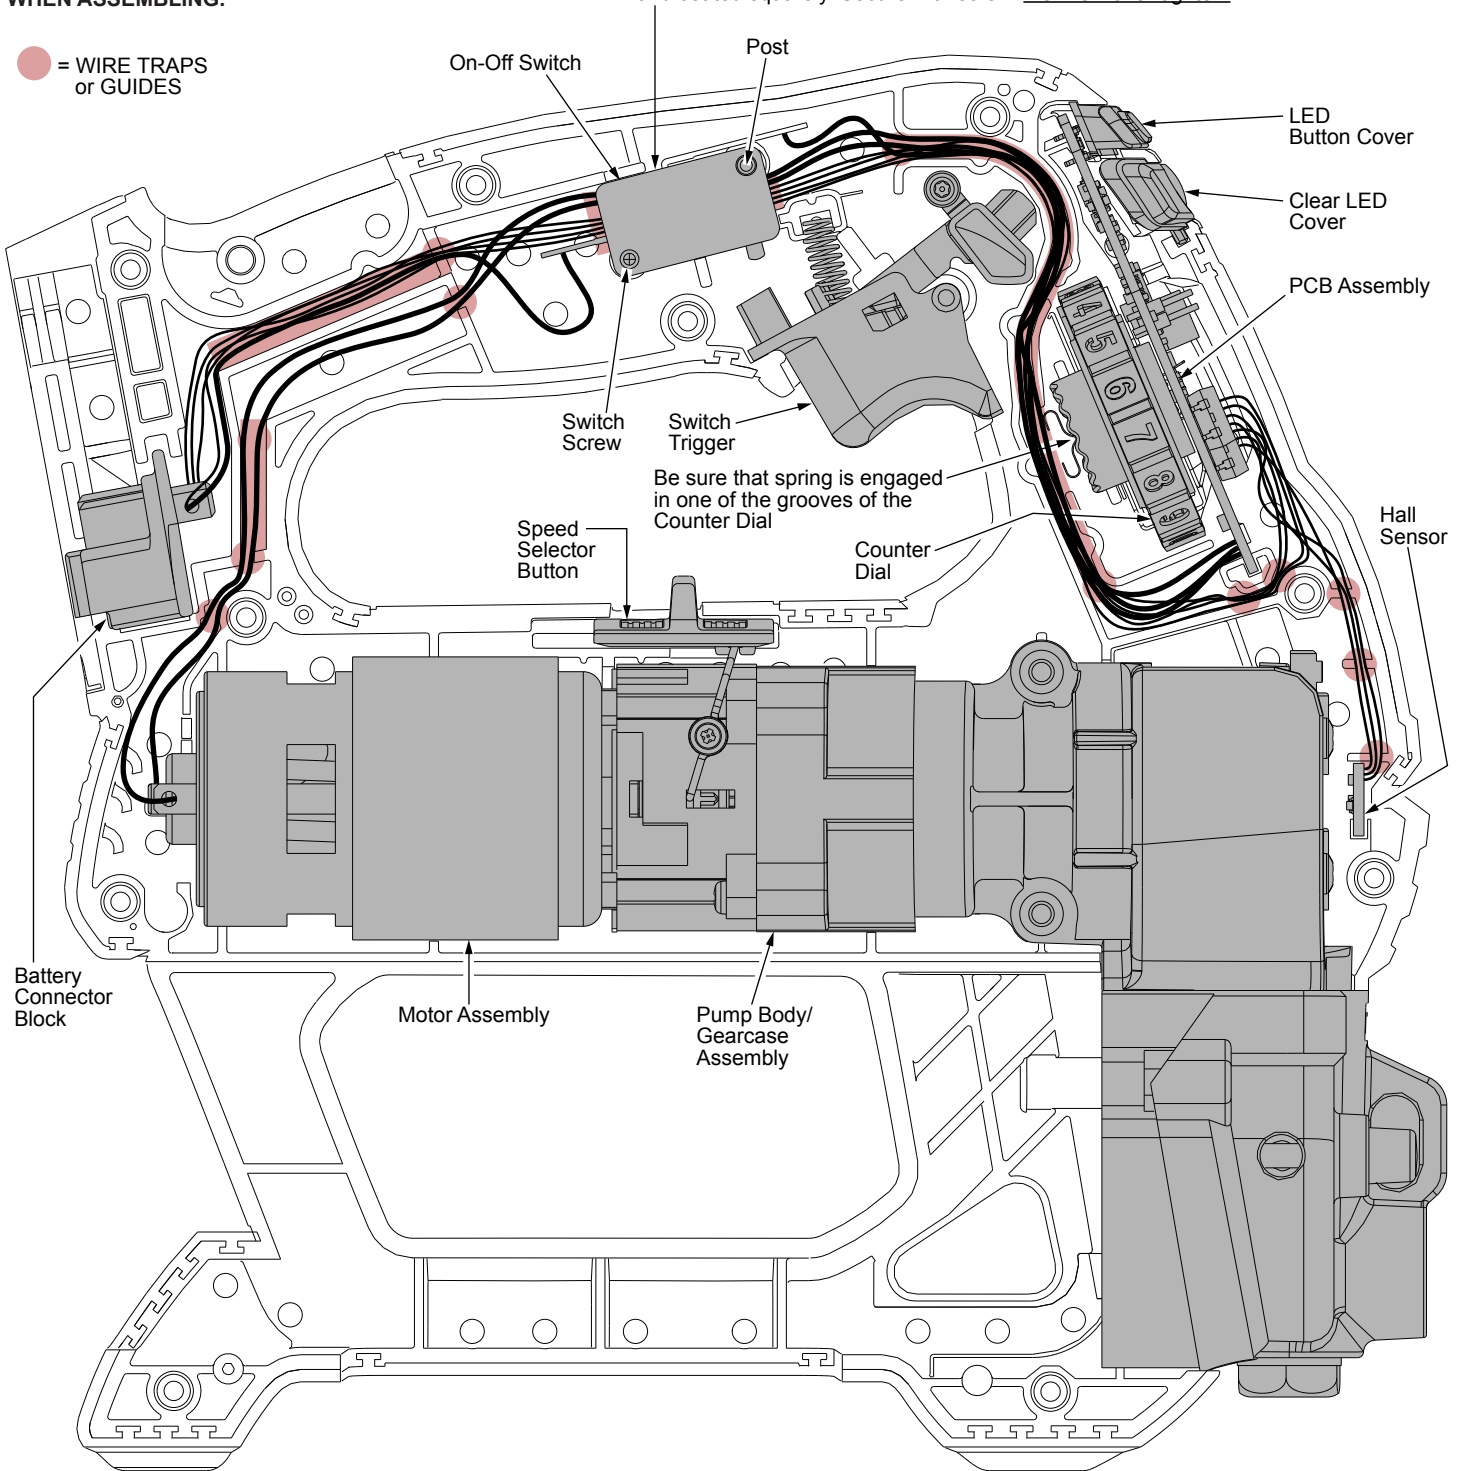 WHEN ASSEMBLING:
= WIRE TRAPS
or GUIDES
On-Off Switch
Post
LED
Button Cover
Clear LED
Cover
PCB Assembly
Switch
Screw
Switch
Trigger
Be sure that spring is engaged
in one of the grooves of the
Counter Dial
4 5 6 7 8 9
Speed
Selector
Button
Counter
Dial
Hall
Sensor
Battery
Connector
Block
Motor Assembly
Pump Body/
Gearcase
Assembly